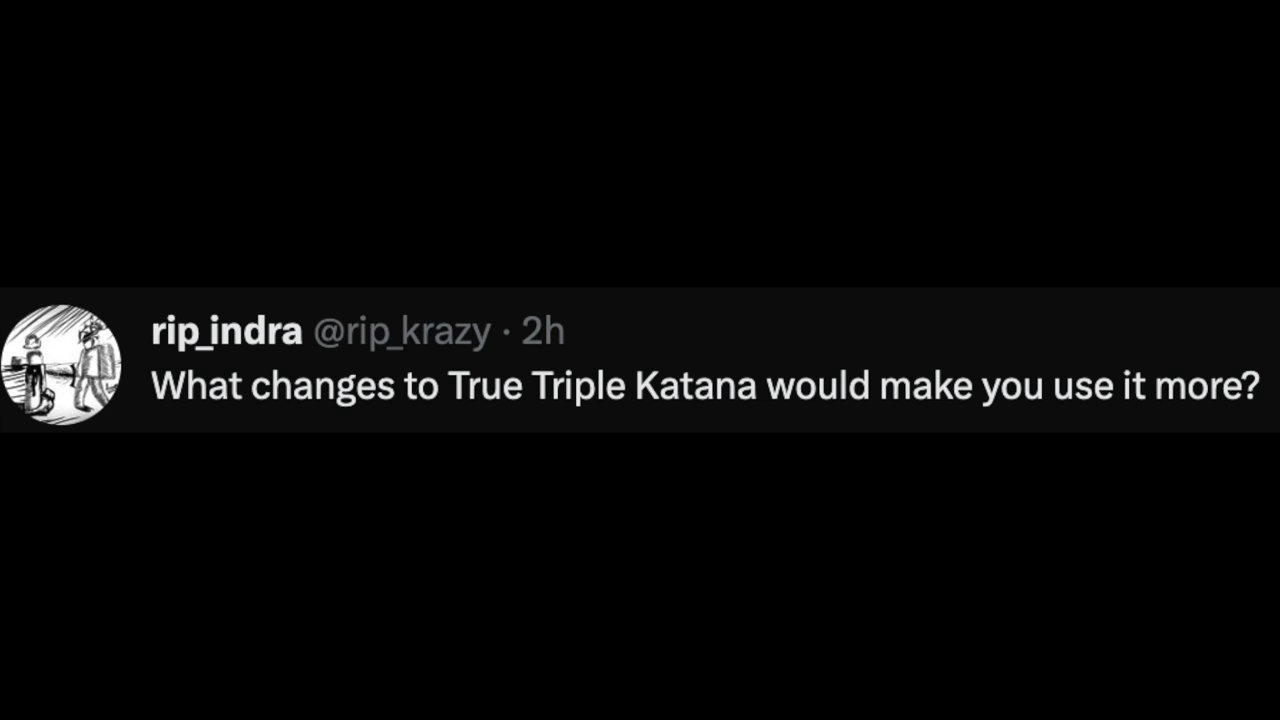 rip_indra @rip_krazy · 2h
What changes to True Triple Katana would make you use it more?